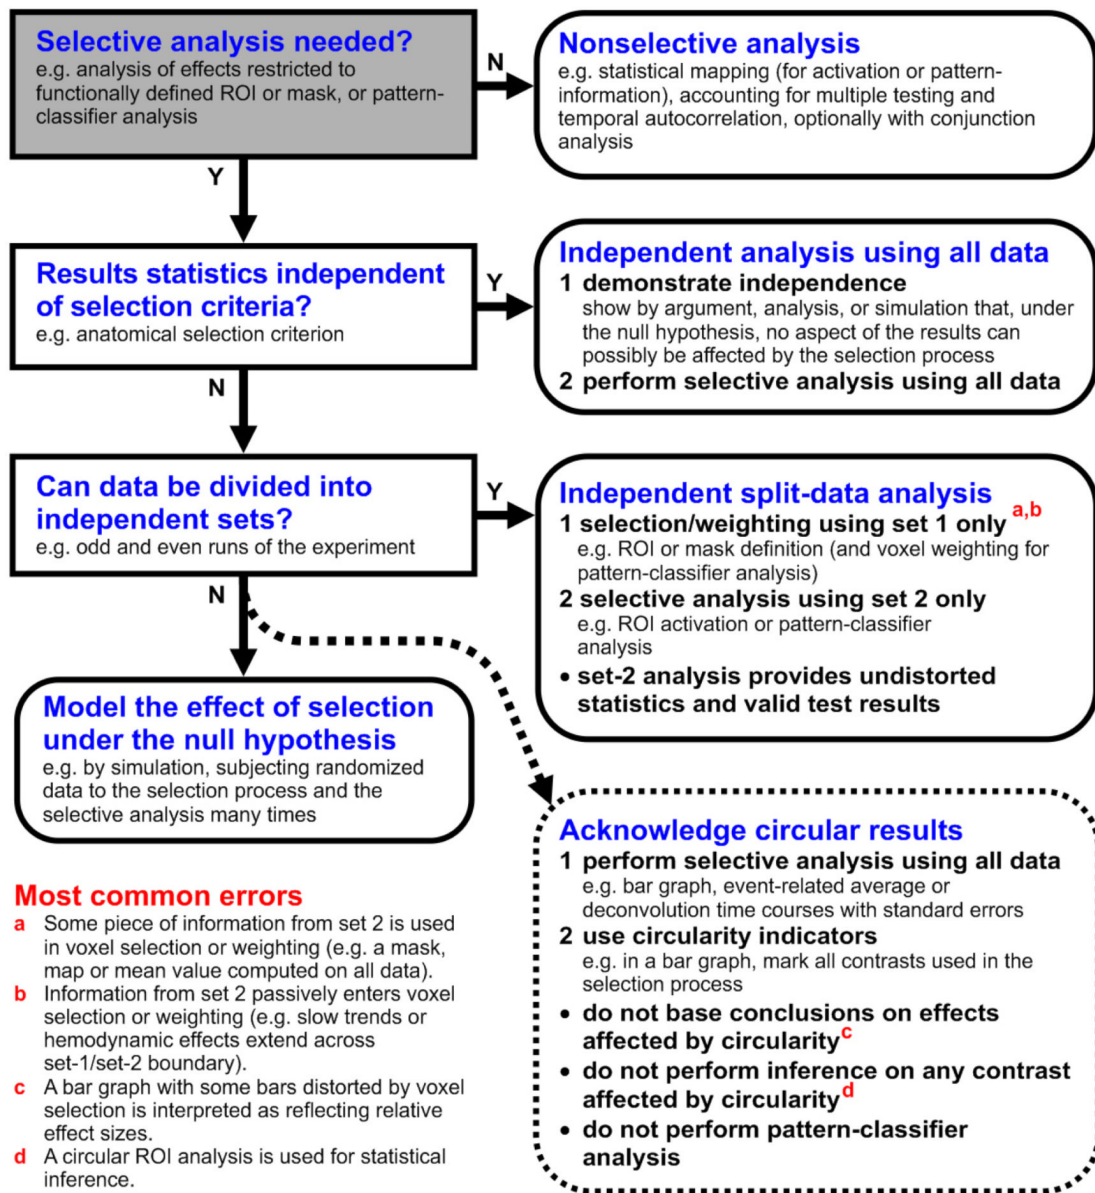 Selective analysis needed?
e.g. analysis of effects restricted to
functionally defined ROI or mask, or pattern-
classifier analysis
N
Nonselective analysis
e.g. statistical mapping (for activation or pattern-
information), accounting for multiple testing and
temporal autocorrelation, optionally with conjunction
analysis
Y
Results statistics independent
of selection criteria?
e.g. anatomical selection criterion
Y
Independent analysis using all data
1 demonstrate independence
show by argument, analysis, or simulation that, under
the null hypothesis, no aspect of the results can
possibly be affected by the selection process
2 perform selective analysis using all data
N
Can data be divided into
independent sets?
e.g. odd and even runs of the experiment
Y
Independent split-data analysis
1 selection/weighting using set 1 only a,b
e.g. ROI or mask definition (and voxel weighting for
pattern-classifier analysis)
2 selective analysis using set 2 only
e.g. ROI activation or pattern-classifier
analysis
• set-2 analysis provides undistorted
statistics and valid test results
N
Model the effect of selection
under the null hypothesis
e.g. by simulation, subjecting randomized
data to the selection process and the
selective analysis many times
Acknowledge circular results
1 perform selective analysis using all data
e.g. bar graph, event-related average or
deconvolution time courses with standard errors
2 use circularity indicators
e.g. in a bar graph, mark all contrasts used in the
selection process
• do not base conclusions on effects
affected by circularity c
• do not perform inference on any contrast
affected by circularity d
• do not perform pattern-classifier
analysis
Most common errors
a Some piece of information from set 2 is used
in voxel selection or weighting (e.g. a mask,
map or mean value computed on all data).
b Information from set 2 passively enters voxel
selection or weighting (e.g. slow trends or
hemodynamic effects extend across
set-1/set-2 boundary).
c A bar graph with some bars distorted by voxel
selection is interpreted as reflecting relative
effect sizes.
d A circular ROI analysis is used for statistical
inference.